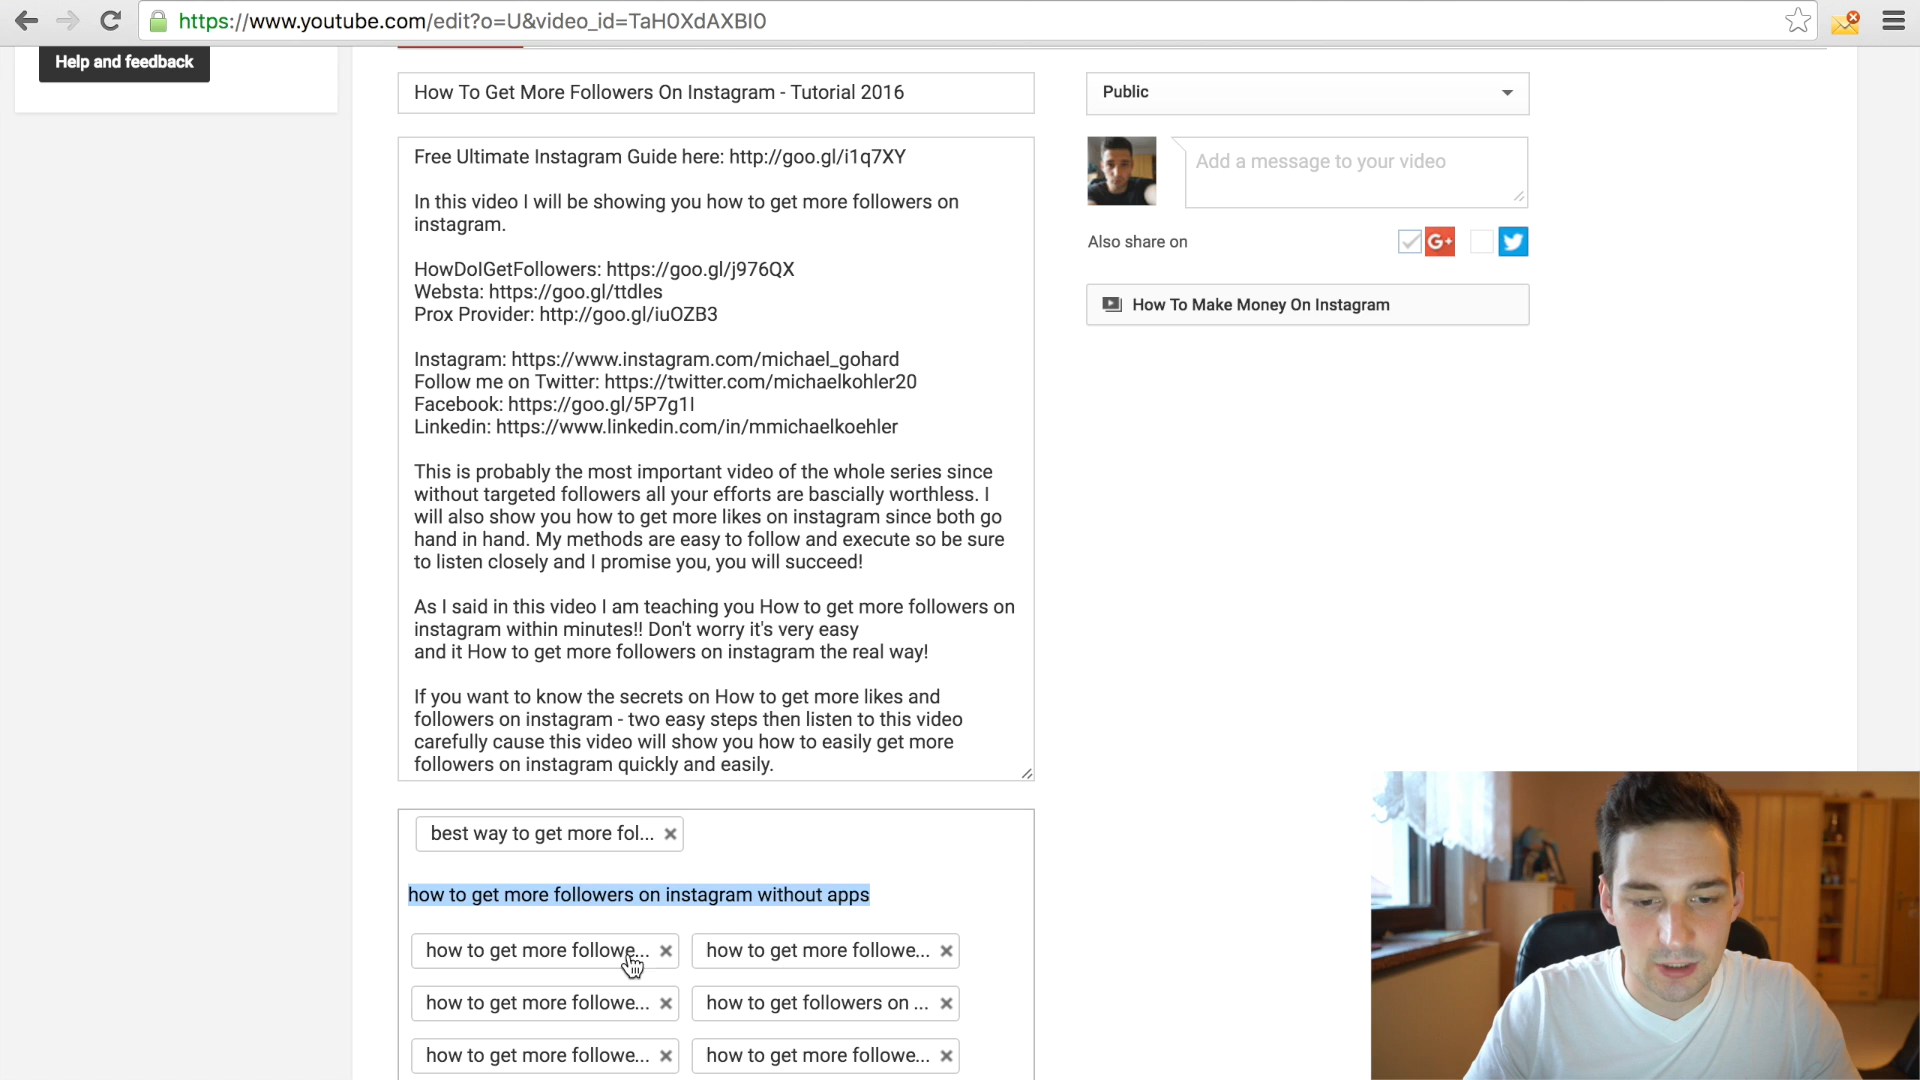 https://www.youtube.com/edit?o=U&video_id=TaH0XdAXBI0
Help and feedback
How To Get More Followers On Instagram - Tutorial 2016
Public
Free Ultimate Instagram Guide here: http://goo.gl/i1q7XY
In this video I will be showing you how to get more followers on
instagram.
HowDoIGetFollowers: https://goo.gl/j976QX
Websta: https://goo.gl/ttdles
Prox Provider: http://goo.gl/iuOZB3
Instagram: https://www.instagram.com/michael_gohard
Follow me on Twitter: https://twitter.com/michaelkohler20
Facebook: https://goo.gl/5P7g1I
Linkedin: https://www.linkedin.com/in/mmichaelkoehler
This is probably the most important video of the whole series since
without targeted followers all your efforts are bascially worthless. I
will also show you how to get more likes on instagram since both go
hand in hand. My methods are easy to follow and execute so be sure
to listen closely and I promise you, you will succeed!
As I said in this video I am teaching you How to get more followers on
instagram within minutes!! Don't worry it's very easy
and it How to get more followers on instagram the real way!
If you want to know the secrets on How to get more likes and
followers on instagram - two easy steps then listen to this video
carefully cause this video will show you how to easily get more
followers on instagram quickly and easily.
Add a message to your video
Also share on
G+
How To Make Money On Instagram
best way to get more fol...
how to get more followers on instagram without apps
how to get more followe... how to get more followe...
how to get more followe... how to get followers on ...
how to get more followe... how to get more followe...